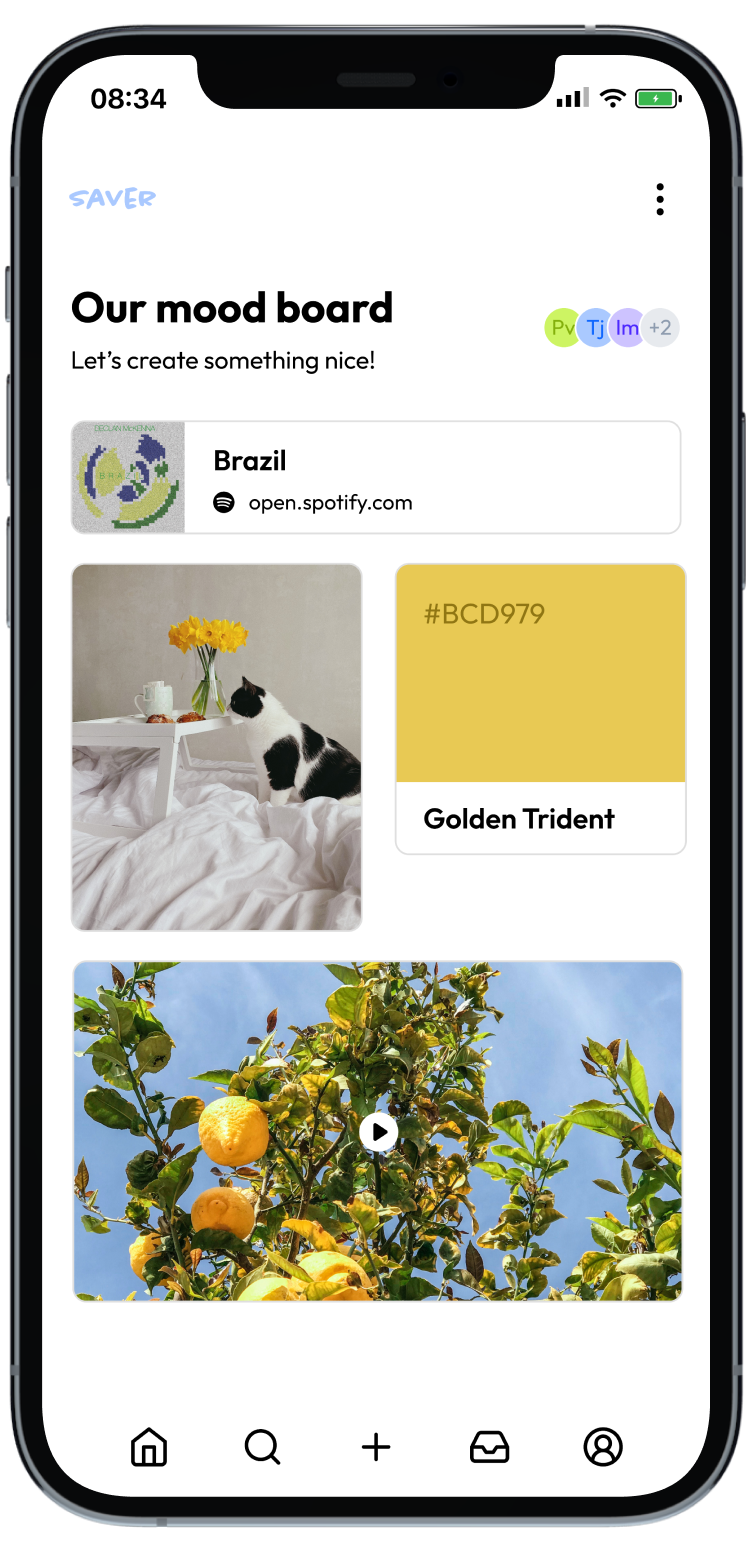 08:34
SAVER
Our mood board
Let's create something nice!
Pv Tj Im +2
DECLAN McKENNA
BRAZIL
Brazil
open.spotify.com
#BCD979
Golden Trident